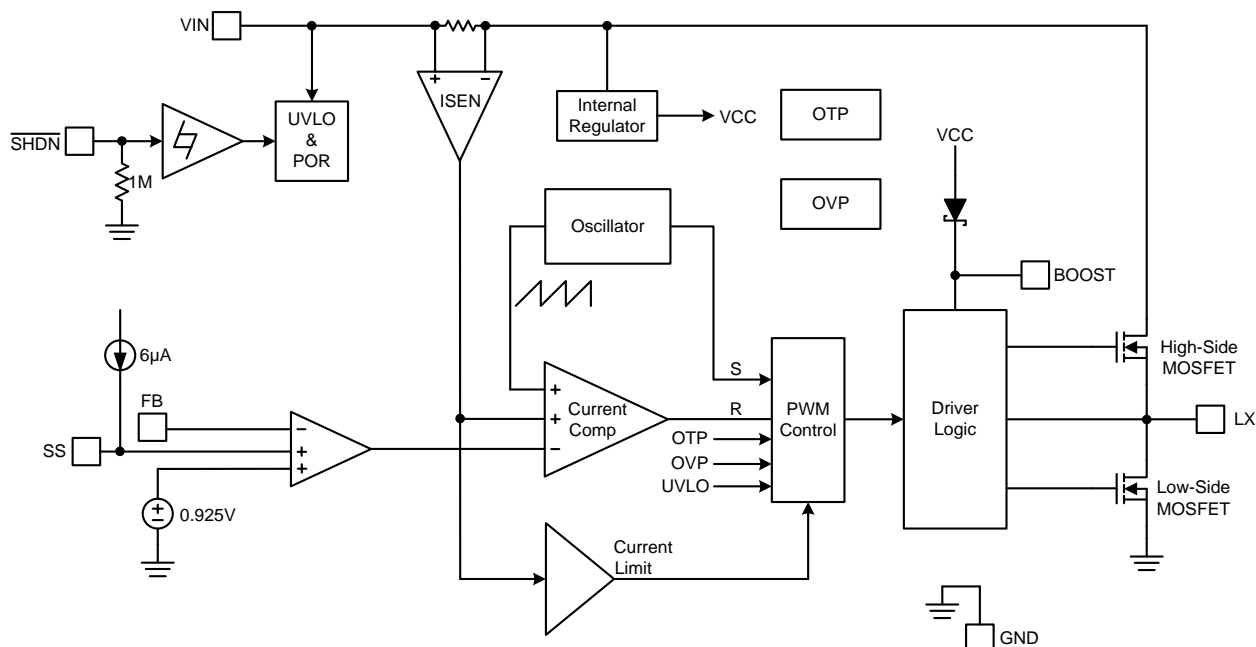 VIN
+ −
ISEN
SHDN
1M
UVLO
&
POR
Internal
Regulator
VCC
OTP
VCC
OVP
Oscillator
BOOST
6µA
FB
SS
−
+
+
0.925V
+
+
−
Current
Comp
S
R
OTP
OVP
UVLO
PWM
Control
Driver
Logic
High-Side
MOSFET
LX
Low-Side
MOSFET
Current
Limit
GND